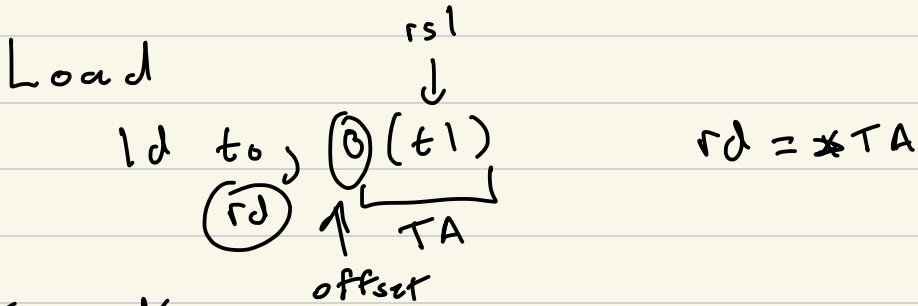 rs1
↓
Load
ld t0, 0(t1) rd = *TA
rd ↑ TA
offset